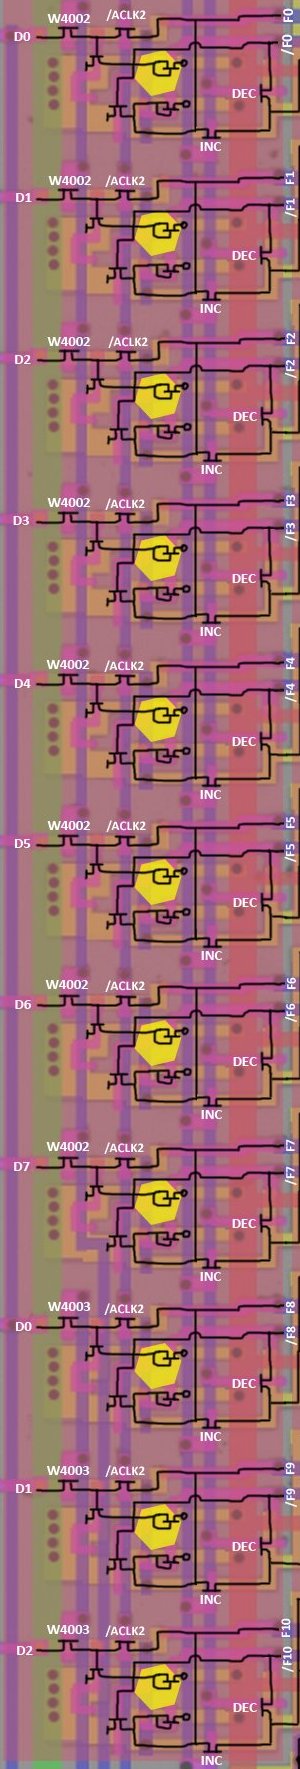 W4002 /ACLK2 F0
D0 /F0
DEC
INC
W4002 /ACLK2 F1
D1 /F1
DEC
INC
W4002 /ACLK2 F2
D2 /F2
DEC
INC
W4002 /ACLK2 F3
D3 /F3
DEC
INC
W4002 /ACLK2 F4
D4 /F4
DEC
INC
W4002 /ACLK2 F5
D5 /F5
DEC
INC
W4002 /ACLK2 F6
D6 /F6
DEC
INC
W4002 /ACLK2 F7
D7 /F7
DEC
INC
W4003 /ACLK2 F8
D0 /F8
DEC
INC
W4003 /ACLK2 F9
D1 /F9
DEC
INC
W4003 /ACLK2 F10
D2 /F10
DEC
INC